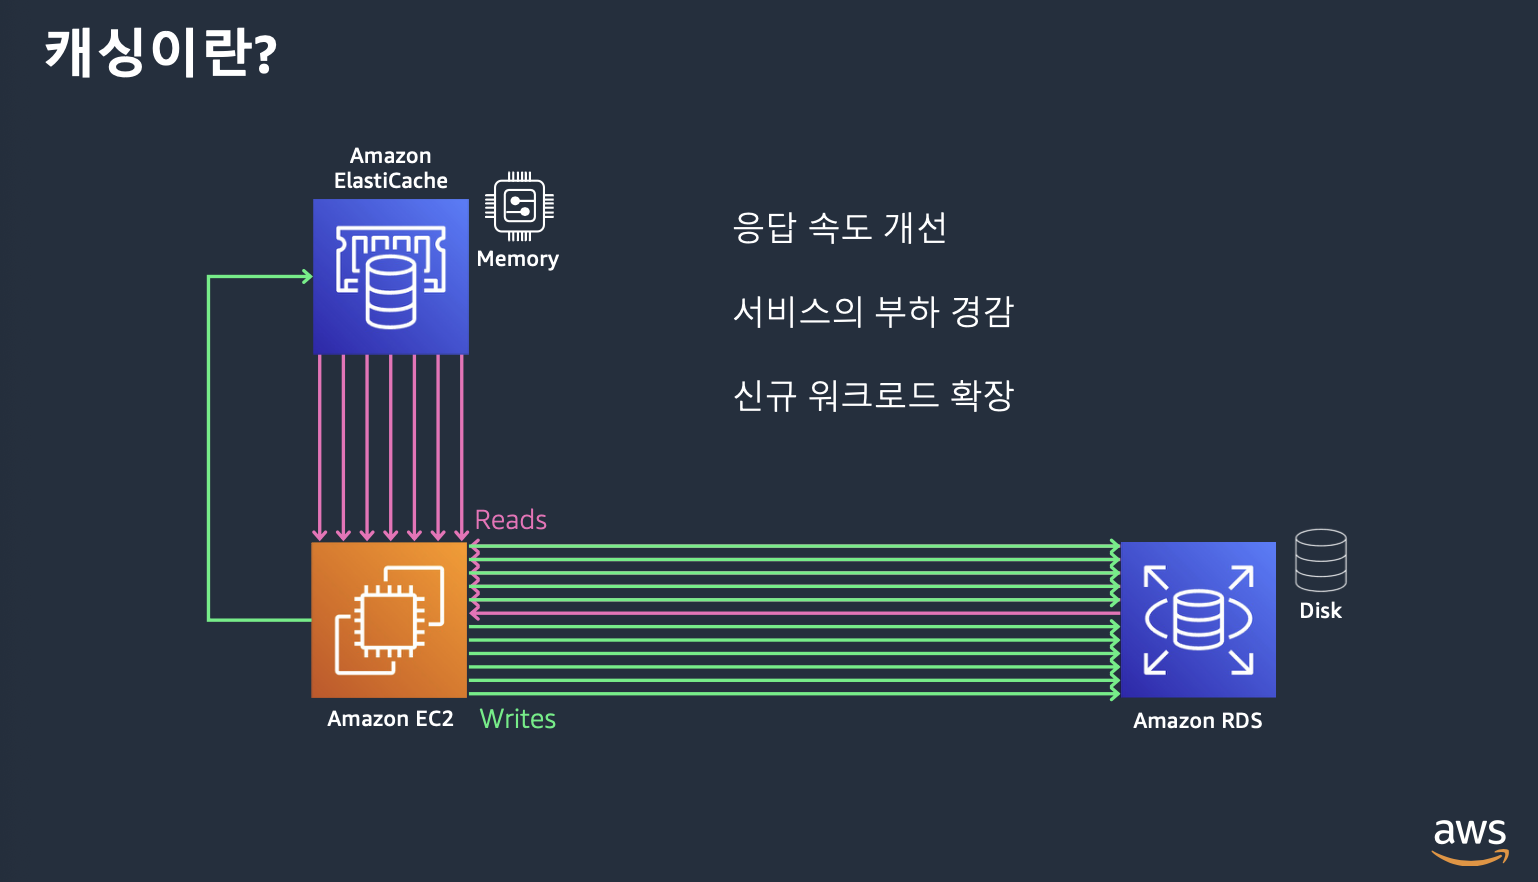 캐싱이란?
Amazon
ElastiCache
Memory
응답 속도 개선
서비스의 부하 경감
신규 워크로드 확장
Reads
Disk
Amazon EC2
Writes
Amazon RDS
aws